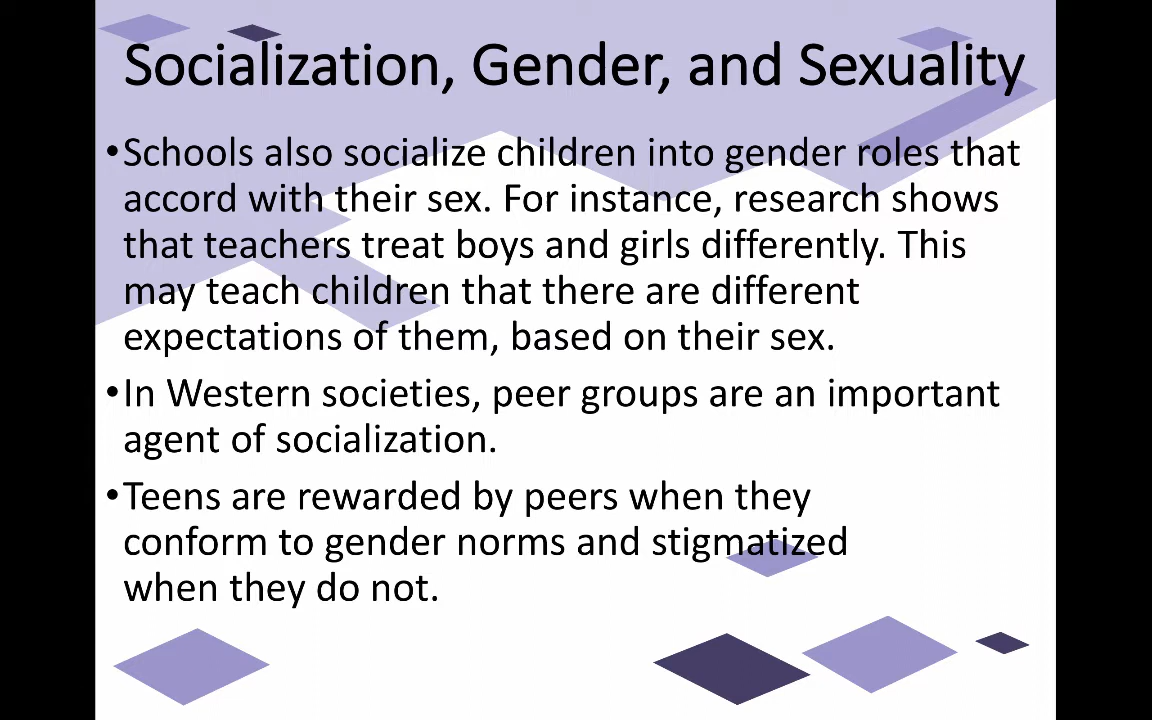 Socialization, Gender, and Sexuality
•Schools also socialize children into gender roles that
accord with their sex. For instance, research shows
that teachers treat boys and girls differently. This
may teach children that there are different
expectations of them, based on their sex.
•In Western societies, peer groups are an important
agent of socialization.
•Teens are rewarded by peers when they
conform to gender norms and stigmatized
when they do not.